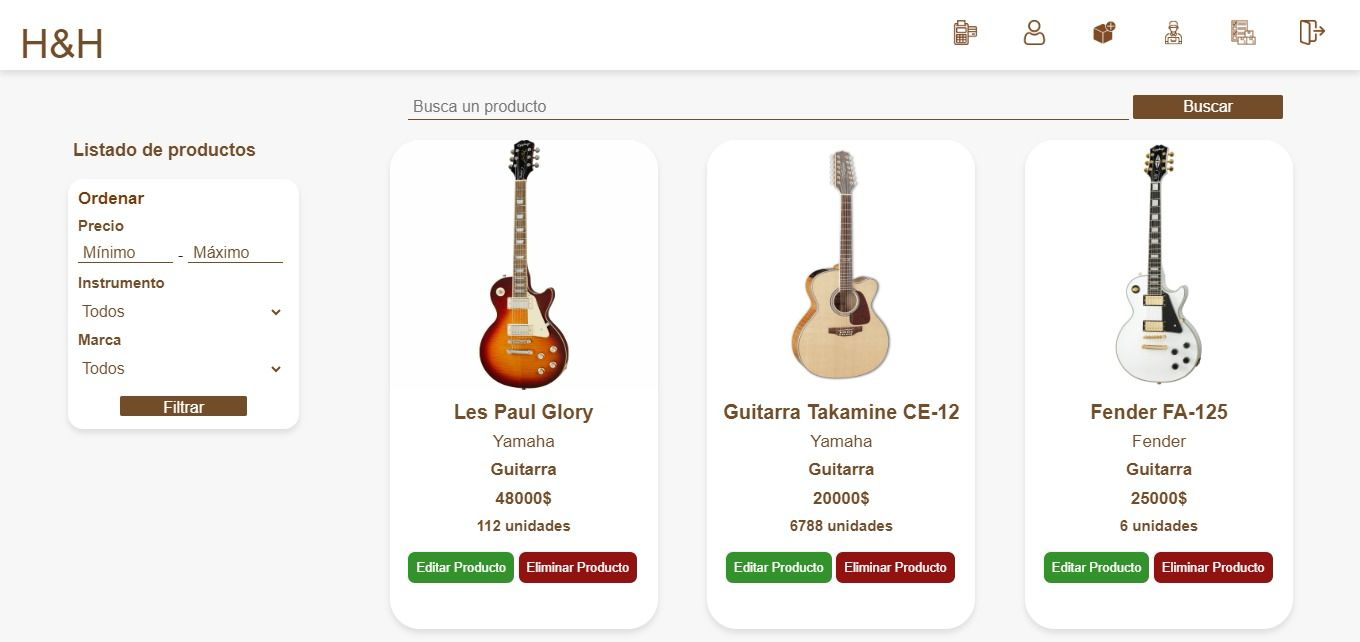 H&H
Busca un producto
Buscar
Listado de productos
Ordenar
Precio
Mínimo - Máximo
Instrumento
Todos
Marca
Todos
Filtrar
Les Paul Glory
Yamaha
Guitarra
48000$
112 unidades
Editar Producto Eliminar Producto
Guitarra Takamine CE-12
Yamaha
Guitarra
20000$
6788 unidades
Editar Producto Eliminar Producto
Fender FA-125
Fender
Guitarra
25000$
6 unidades
Editar Producto Eliminar Producto